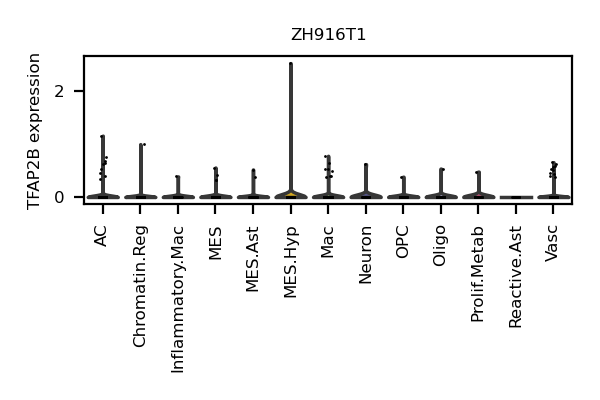 ZH916T1
TFAP2B expression
2
0
AC
Chromatin.Reg
Inflammatory.Mac
MES
MES.Ast
MES.Hyp
Mac
Neuron
OPC
Oligo
Prolif.Metab
Reactive.Ast
Vasc